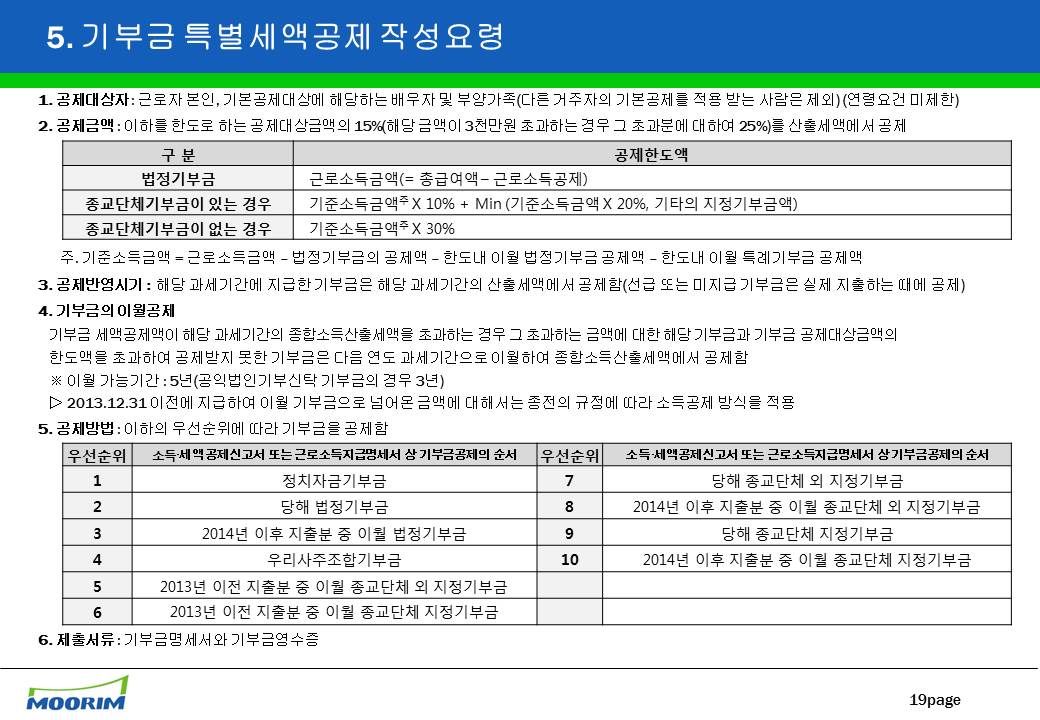 5. 기부금 특별세액공제 작성요령
1. 공제대상자 : 근로자 본인, 기본공제대상에 해당하는 배우자 및 부양가족(다른 거주자의 기본공제를 적용 받는 사람은 제외) (연령요건 미제한)
2. 공제금액 : 이하를 한도로 하는 공제대상금액의 15%(해당 금액이 3천만원 초과하는 경우 그 초과분에 대하여 25%)를 산출세액에서 공제
구 분 공제한도액
법정기부금 근로소득금액(= 총급여액– 근로소득공제)
종교단체기부금이 있는 경우 기준소득금액주 X 10% + Min (기준소득금액 X 20%, 기타의 지정기부금액)
종교단체기부금이 없는 경우 기준소득금액주 X 30%
주. 기준소득금액 = 근로소득금액 – 법정기부금의 공제액 – 한도내 이월 법정기부금 공제액 – 한도내 이월 특례기부금 공제액
3. 공제반영시기 : 해당 과세기간에 지급한 기부금은 해당 과세기간의 산출세액에서 공제함(선급 또는 미지급 기부금은 실제 지출하는 때에 공제)
4. 기부금의 이월공제
기부금 세액공제액이 해당 과세기간의 종합소득산출세액을 초과하는 경우 그 초과하는 금액에 대한 해당 기부금과 기부금 공제대상금액의
한도액을 초과하여 공제받지 못한 기부금은 다음 연도 과세기간으로 이월하여 종합소득산출세액에서 공제함
※ 이월 가능기간 : 5년(공익법인기부신탁 기부금의 경우 3년)
▷ 2013.12.31 이전에 지급하여 이월 기부금으로 넘어온 금액에 대해서는 종전의 규정에 따라 소득공제 방식을 적용
5. 공제방법 : 이하의 우선순위에 따라 기부금을 공제함
우선순위 소득·세액공제신고서 또는 근로소득지급명세서 상 기부금공제의 순서 우선순위 소득·세액공제신고서 또는 근로소득지급명세서 상 기부금공제의 순서
1 정치자금기부금 7 당해 종교단체 외 지정기부금
2 당해 법정기부금 8 2014년 이후 지출분 중 이월 종교단체 외 지정기부금
3 2014년 이후 지출분 중 이월 법정기부금 9 당해 종교단체 지정기부금
4 우리사주조합기부금 10 2014년 이후 지출분 중 이월 종교단체 지정기부금
5 2013년 이전 지출분 중 이월 종교단체 외 지정기부금
6 2013년 이전 지출분 중 이월 종교단체 지정기부금
6. 제출서류 : 기부금명세서와 기부금영수증
MOORIM
19page